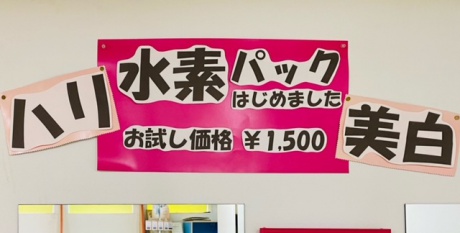 ハリ
水素パック
はじめました
お試し価格 ¥1,500
美白